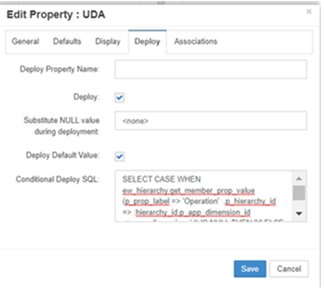 Edit Property : UDA
×
General Defaults Display Deploy Associations
Deploy Property Name:
Deploy:
Substitute NULL value
during deployment:
<none>
Deploy Default Value:
Conditional Deploy SQL:
SELECT CASE WHEN
ew_hierarchy.get_member_prop_value
(p_prop_label => 'Operation' ,p_hierarchy_id
=> hierarchy_id,p_app_dimension_id
Save Cancel